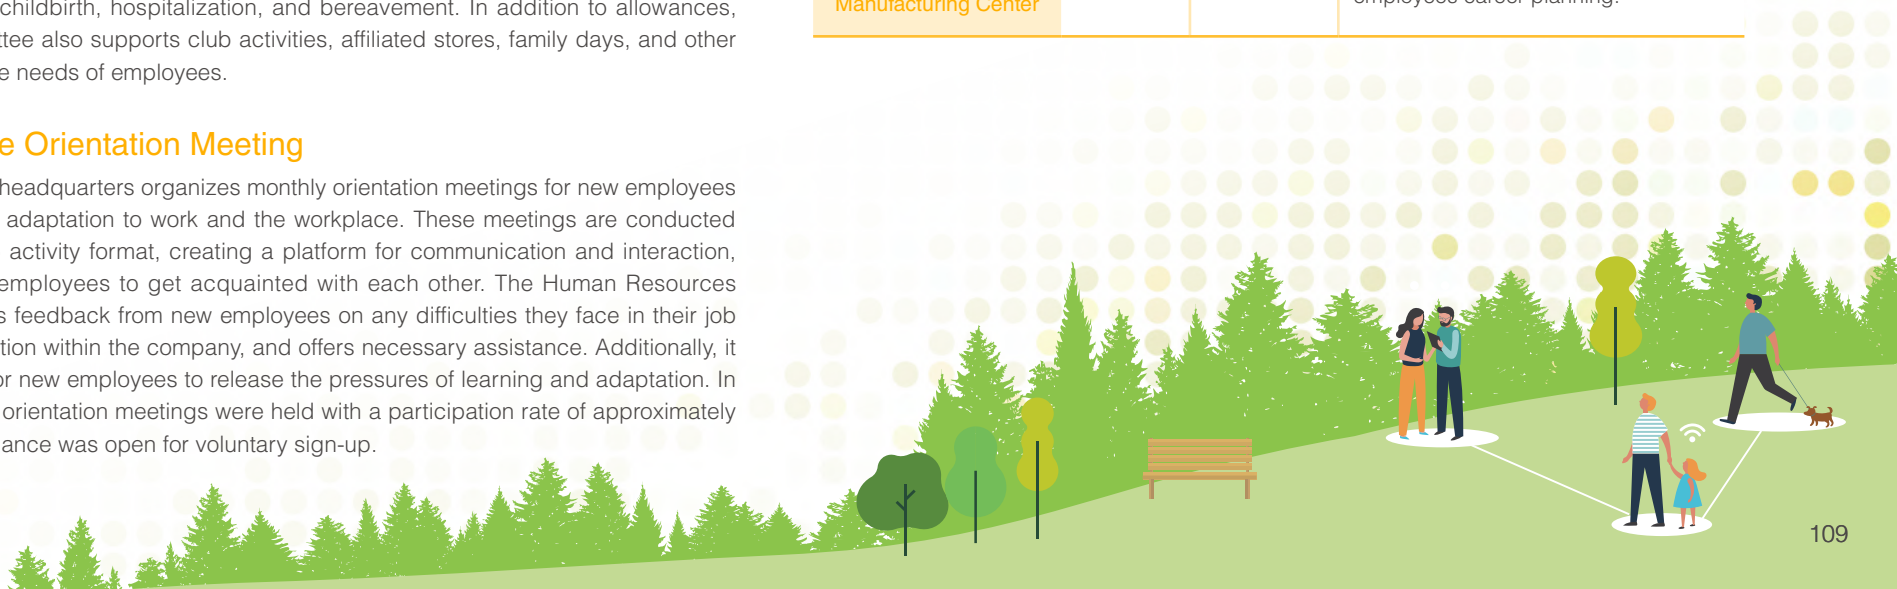 childbirth, hospitalization, and bereavement. In addition to allowances,
ttee also supports club activities, affiliated stores, family days, and other
e needs of employees.
e Orientation Meeting
headquarters organizes monthly orientation meetings for new employees
adaptation to work and the workplace. These meetings are conducted
activity format, creating a platform for communication and interaction,
employees to get acquainted with each other. The Human Resources
s feedback from new employees on any difficulties they face in their job
tion within the company, and offers necessary assistance. Additionally, it
or new employees to release the pressures of learning and adaptation. In
orientation meetings were held with a participation rate of approximately
ance was open for voluntary sign-up.
Manufacturing Center
employees career planning.
109